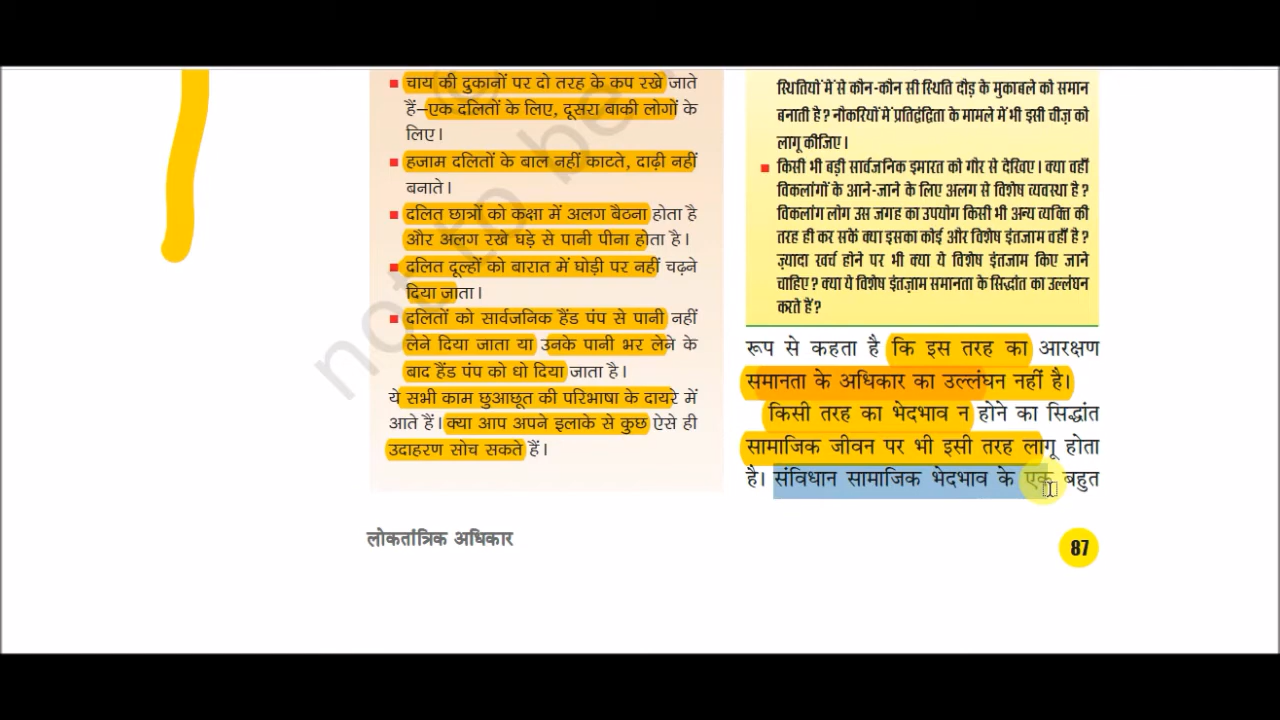 चाय की दुकानों पर दो तरह के कप रखे जाते
हैं–एक दलितों के लिए, दूसरा बाकी लोगों के
लिए।
हजाम दलितों के बाल नहीं काटते, दाढ़ी नहीं
बनाते।
दलित छात्रों को कक्षा में अलग बैठना होता है
और अलग रखे घड़े से पानी पीना होता है।
दलित दूल्हों को बारात में घोड़ी पर नहीं चढ़ने
दिया जाता।
दलितों को सार्वजनिक हैंड पंप से पानी नहीं
लेने दिया जाता या उनके पानी भर लेने के
बाद हैंड पंप को धो दिया जाता है।
ये सभी काम छुआछूत की परिभाषा के दायरे में
आते हैं। क्या आप अपने इलाके से कुछ ऐसे ही
उदाहरण सोच सकते हैं।
स्थितियों में से कौन-कौन सी स्थिति दौड़ के मुकाबले को समान
बनाती है? नौकरियों में प्रतिद्वंद्विता के मामले में भी इसी चीज़ को
लागू कीजिए।
किसी भी बड़ी सार्वजनिक इमारत को गौर से देखिए। क्या वहाँ
विकलांगों के आने-जाने के लिए अलग से विशेष व्यवस्था है?
विकलांग लोग उस जगह का उपयोग किसी भी अन्य व्यक्ति की
तरह ही कर सकें क्या इसका कोई और विशेष इंतजाम वहाँ है?
ज़्यादा खर्च होने पर भी क्या ये विशेष इंतजाम किए जाने
चाहिए? क्या ये विशेष इंतज़ाम समानता के सिद्धांत का उल्लंघन
करते हैं?
रूप से कहता है कि इस तरह का आरक्षण
समानता के अधिकार का उल्लंघन नहीं है।
किसी तरह का भेदभाव न होने का सिद्धांत
सामाजिक जीवन पर भी इसी तरह लागू होता
है। संविधान सामाजिक भेदभाव के एक बहुत
लोकतांत्रिक अधिकार
87
not to be